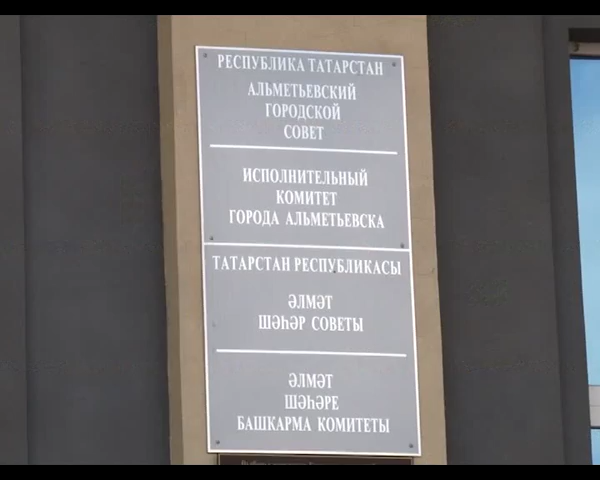 РЕСПУБЛИКА ТАТАРСТАН
АЛЬМЕТЬЕВСКИЙ
ГОРОДСКОЙ
СОВЕТ
ИСПОЛНИТЕЛЬНЫЙ
КОМИТЕТ
ГОРОДА АЛЬМЕТЬЕВСКА
ТАТАРСТАН РЕСПУБЛИКАСЫ
ӘЛМӘТ
ШӘҺӘР СОВЕТЫ
ӘЛМӘТ
ШӘҺӘРЕ
БАШКАРМА КОМИТЕТЫ